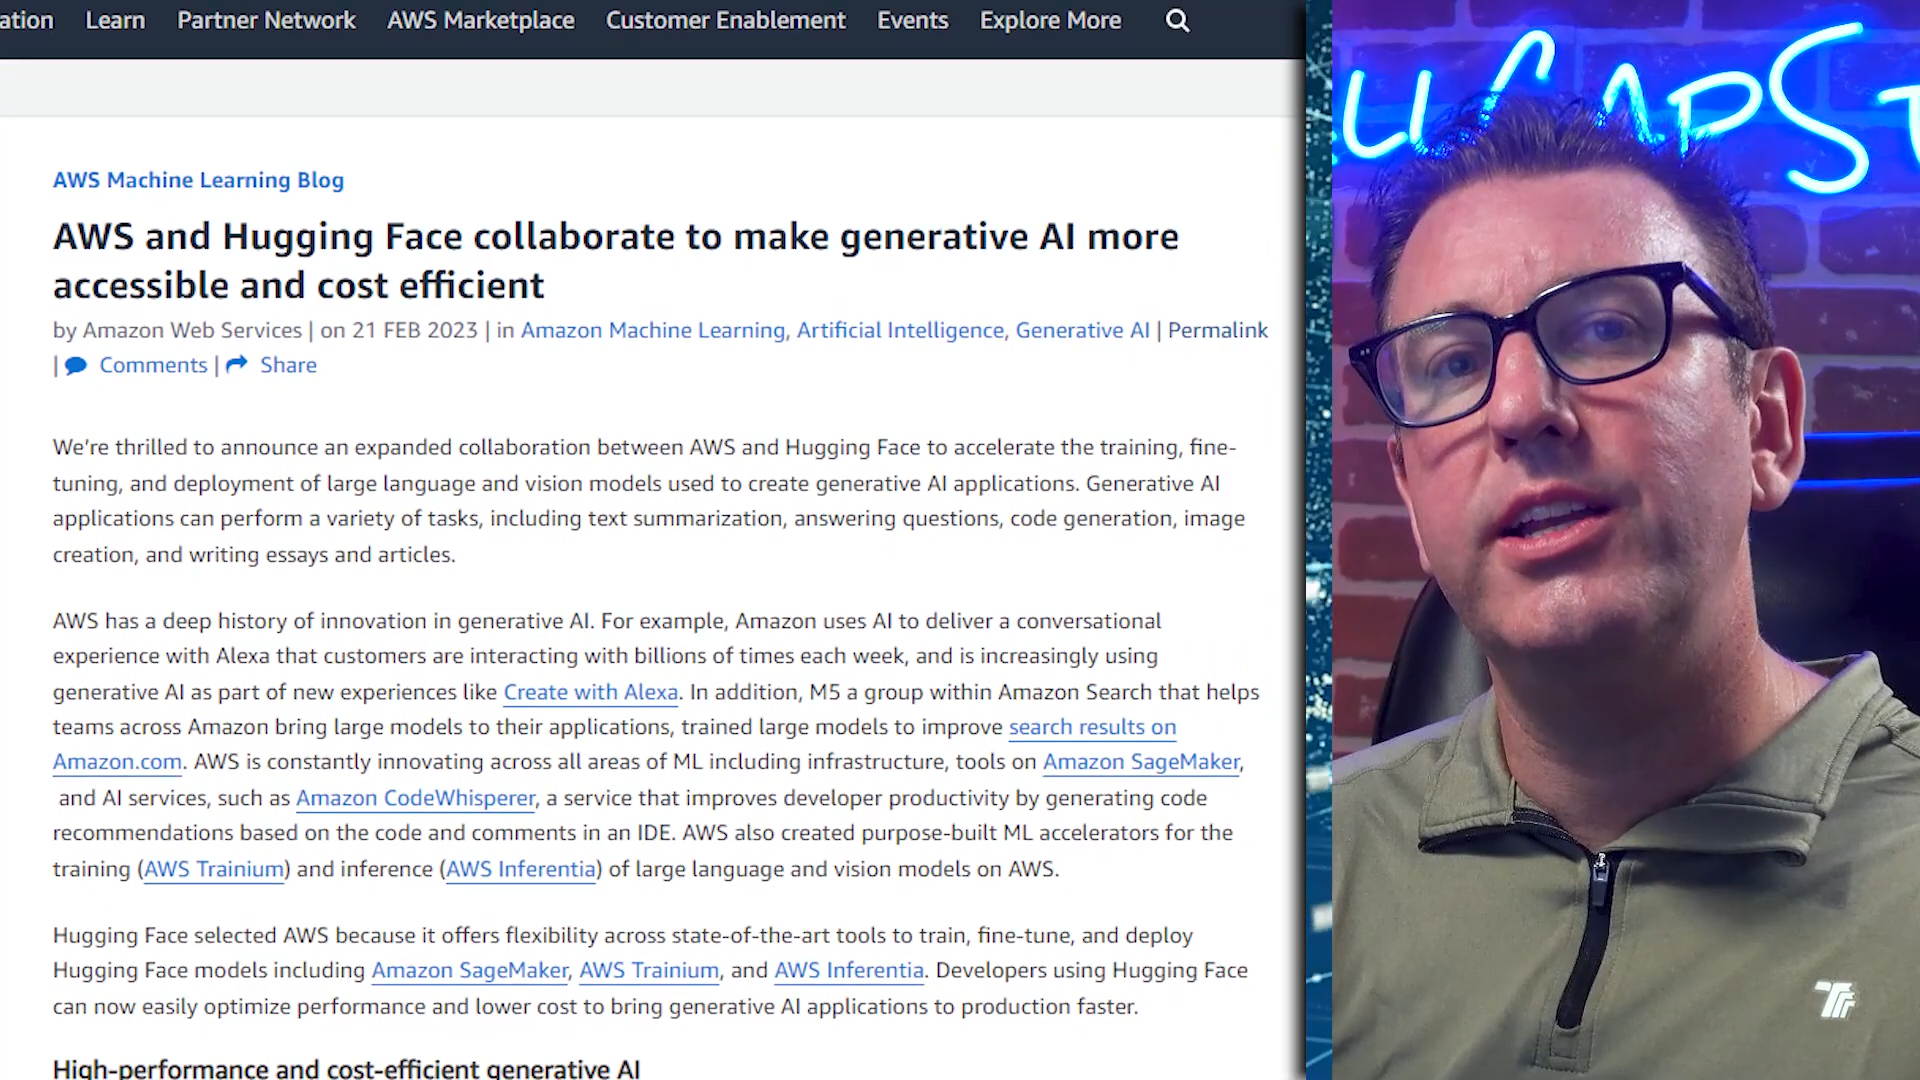 ation Learn Partner Network AWS Marketplace Customer Enablement Events Explore More
AWS Machine Learning Blog
AWS and Hugging Face collaborate to make generative AI more
accessible and cost efficient
by Amazon Web Services | on 21 FEB 2023 | in Amazon Machine Learning, Artificial Intelligence, Generative AI | Permalink
| Comments | Share
We’re thrilled to announce an expanded collaboration between AWS and Hugging Face to accelerate the training, fine-
tuning, and deployment of large language and vision models used to create generative AI applications. Generative AI
applications can perform a variety of tasks, including text summarization, answering questions, code generation, image
creation, and writing essays and articles.
AWS has a deep history of innovation in generative AI. For example, Amazon uses AI to deliver a conversational
experience with Alexa that customers are interacting with billions of times each week, and is increasingly using
generative AI as part of new experiences like Create with Alexa. In addition, M5 a group within Amazon Search that helps
teams across Amazon bring large models to their applications, trained large models to improve search results on
Amazon.com. AWS is constantly innovating across all areas of ML including infrastructure, tools on Amazon SageMaker,
and AI services, such as Amazon CodeWhisperer, a service that improves developer productivity by generating code
recommendations based on the code and comments in an IDE. AWS also created purpose-built ML accelerators for the
training (AWS Trainium) and inference (AWS Inferentia) of large language and vision models on AWS.
Hugging Face selected AWS because it offers flexibility across state-of-the-art tools to train, fine-tune, and deploy
Hugging Face models including Amazon SageMaker, AWS Trainium, and AWS Inferentia. Developers using Hugging Face
can now easily optimize performance and lower cost to bring generative AI applications to production faster.
High-performance and cost-efficient generative AI